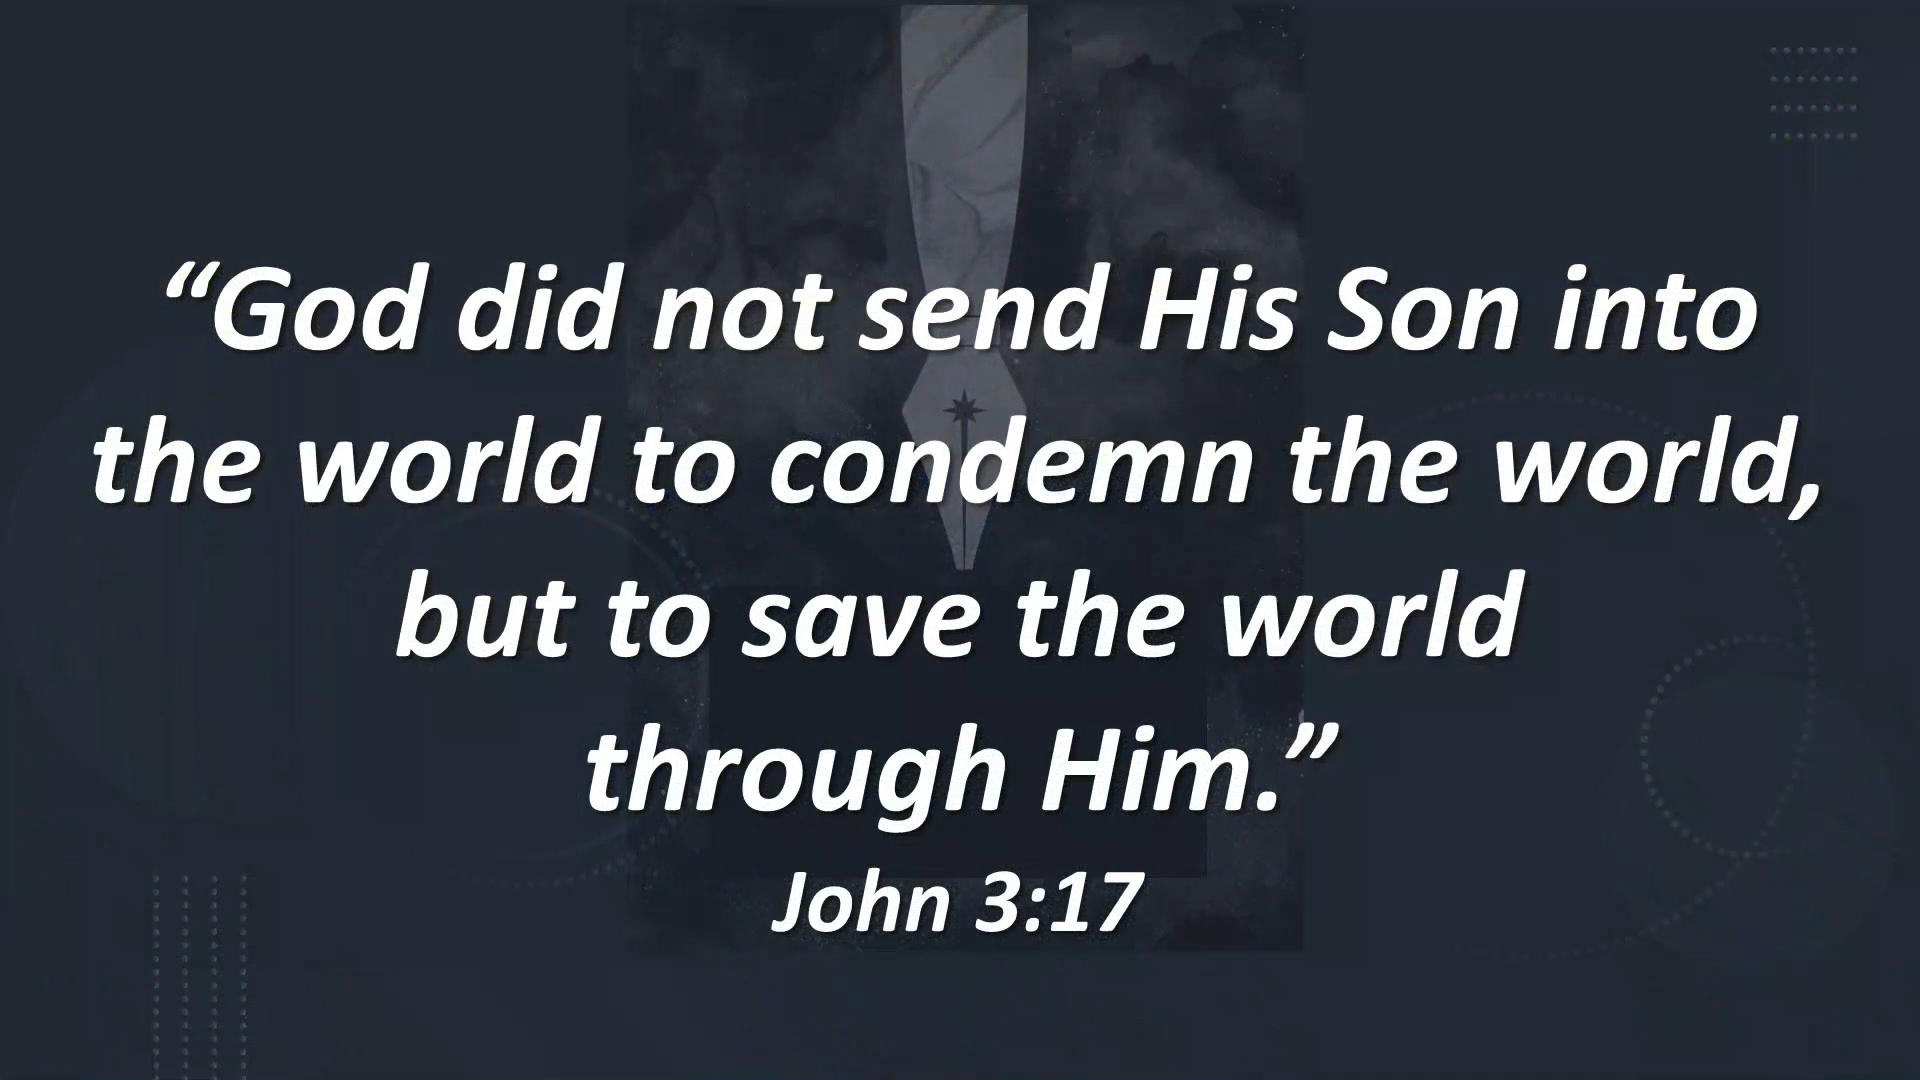 “God did not send His Son into
the world to condemn the world,
but to save the world
through Him.”
John 3:17